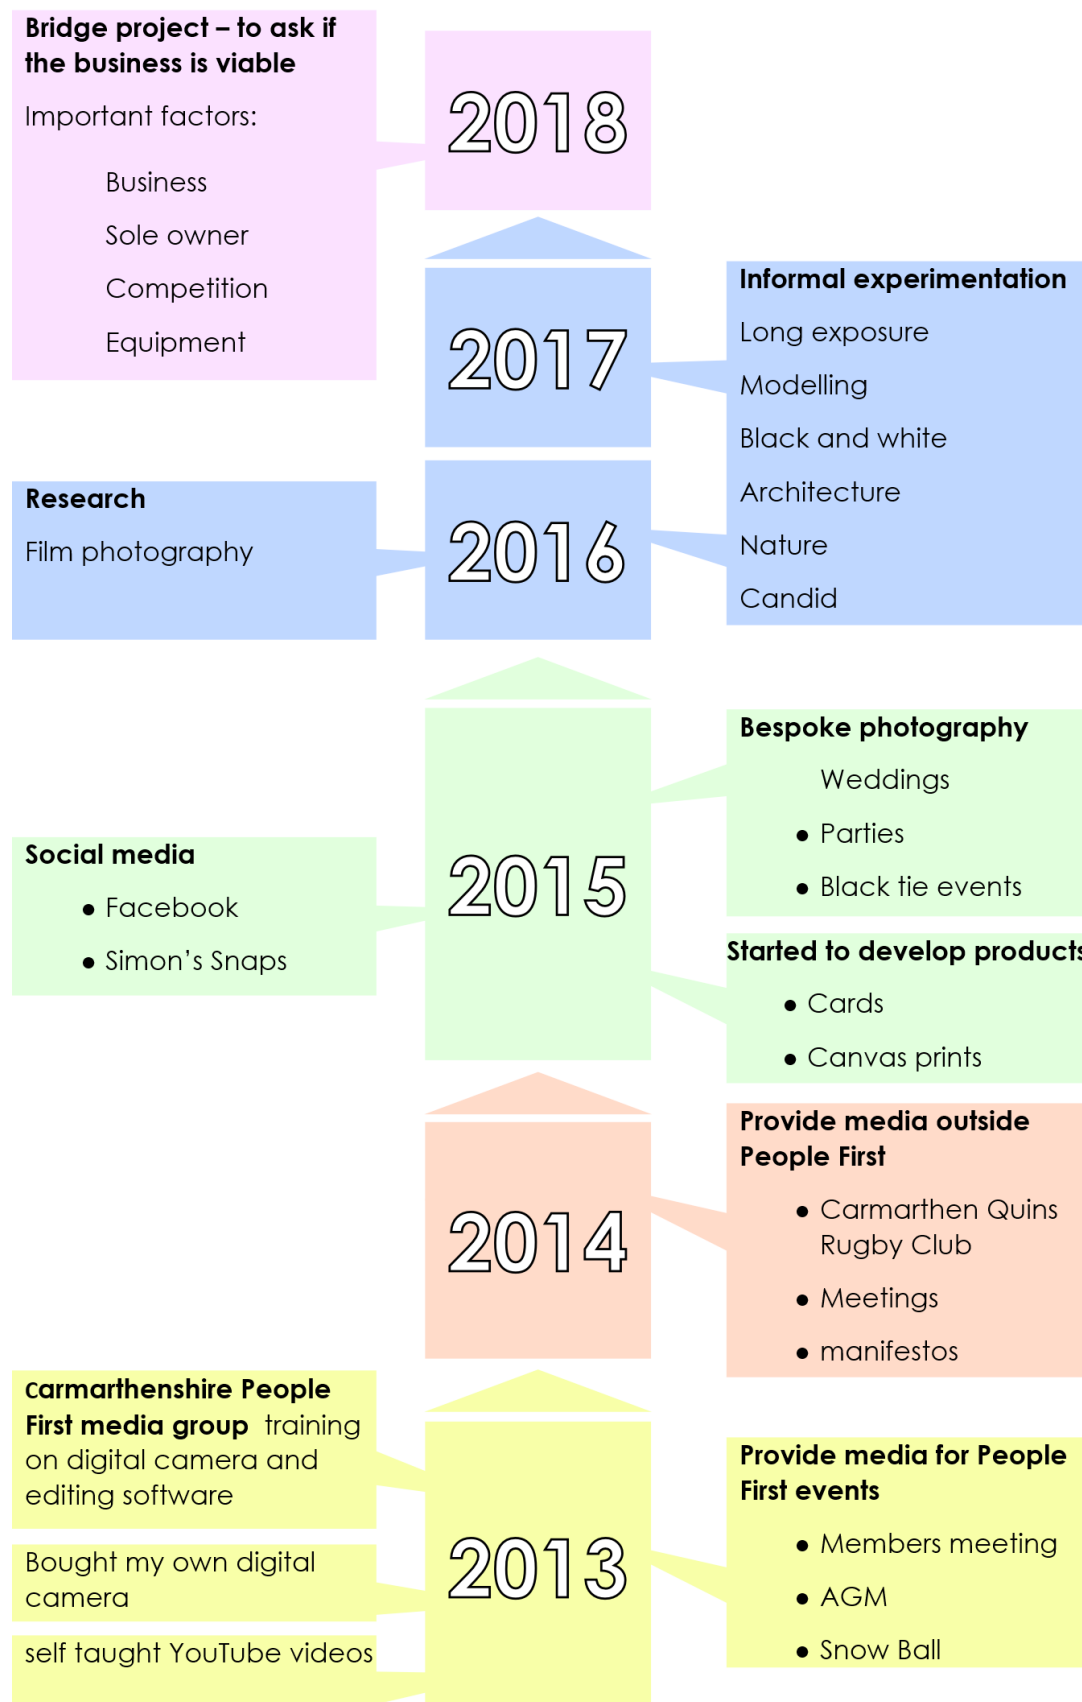 Bridge project – to ask if
the business is viable
Important factors:
Business
Sole owner
Competition
Equipment
2018
2017
Informal experimentation
Long exposure
Modelling
Black and white
Architecture
Nature
Candid
Research
Film photography
2016
Bespoke photography
Weddings
• Parties
• Black tie events
Social media
• Facebook
• Simon’s Snaps
2015
Started to develop products
• Cards
• Canvas prints
2014
Provide media outside
People First
• Carmarthen Quins
Rugby Club
• Meetings
• manifestos
Carmarthenshire People
First media group training
on digital camera and
editing software
Bought my own digital
camera
self taught YouTube videos
2013
Provide media for People
First events
• Members meeting
• AGM
• Snow Ball